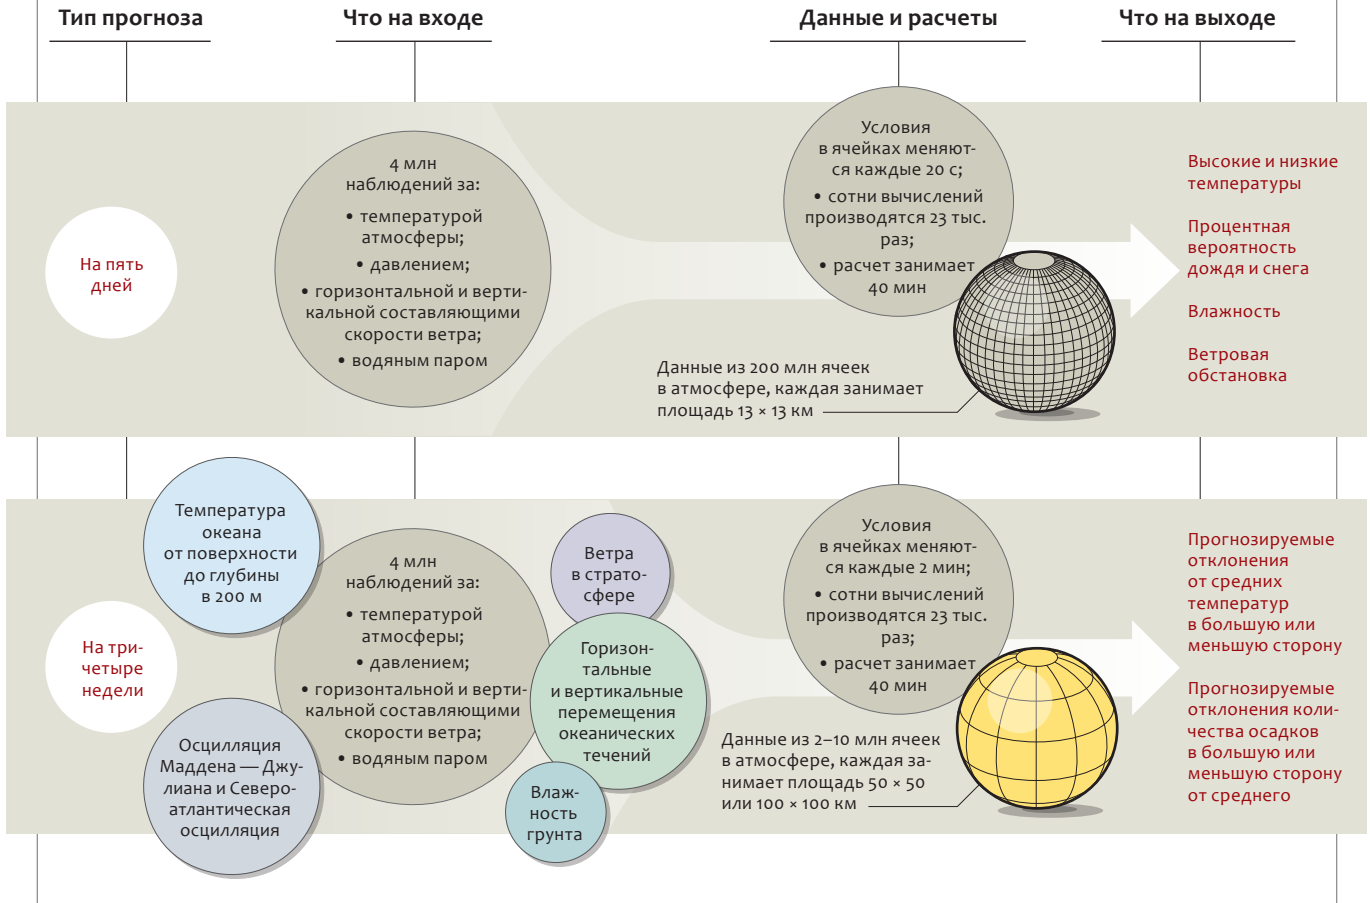 Тип прогноза
Что на входе
Данные и расчеты
Что на выходе
На пять
дней
4 млн
наблюдений за:
• температурой
атмосферы;
• давлением;
• горизонтальной и верти-
кальной составляющими
скорости ветра;
• водяным паром
Условия
в ячейках меняют-
ся каждые 20 с;
• сотни вычислений
производятся 23 тыс.
раз;
• расчет занимает
40 мин
Данные из 200 млн ячеек
в атмосфере, каждая занимает
площадь 13 × 13 км
Высокие и низкие
температуры
Процентная
вероятность
дождя и снега
Влажность
Ветровая
обстановка
На три-
четыре
недели
Температура
океана
от поверхности
до глубины
в 200 м
Осцилляция
Маддена — Джу-
лиана и Северо-
атлантическая
осцилляция
4 млн
наблюдений за:
• температурой
атмосферы;
• давлением;
• горизонтальной и верти-
кальной составляющими
скорости ветра;
• водяным паром
Ветра
в страто-
сфере
Горизон-
тальные
и вертикальные
перемещения
океанических
течений
Влаж-
ность
грунта
Условия
в ячейках меняют-
ся каждые 2 мин;
• сотни вычислений
производятся 23 тыс.
раз;
• расчет занимает
40 мин
Данные из 2–10 млн ячеек
в атмосфере, каждая за-
нимает площадь 50 × 50
или 100 × 100 км
Прогнозируемые
отклонения
от средних
температур
в большую или
меньшую сторону
Прогнозируемые
отклонения коли-
чества осадков
в большую или
меньшую сторону
от среднего